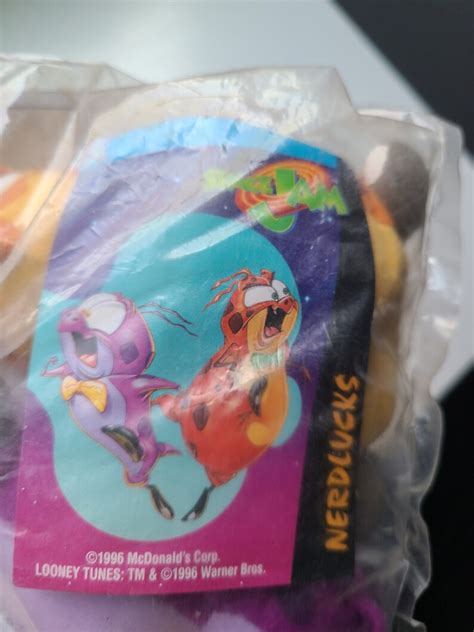 SPACE JAM
NERDLUCKS
©1996 McDonald's Corp.
LOONEY TUNES: TM & ©1996 Warner Bros.